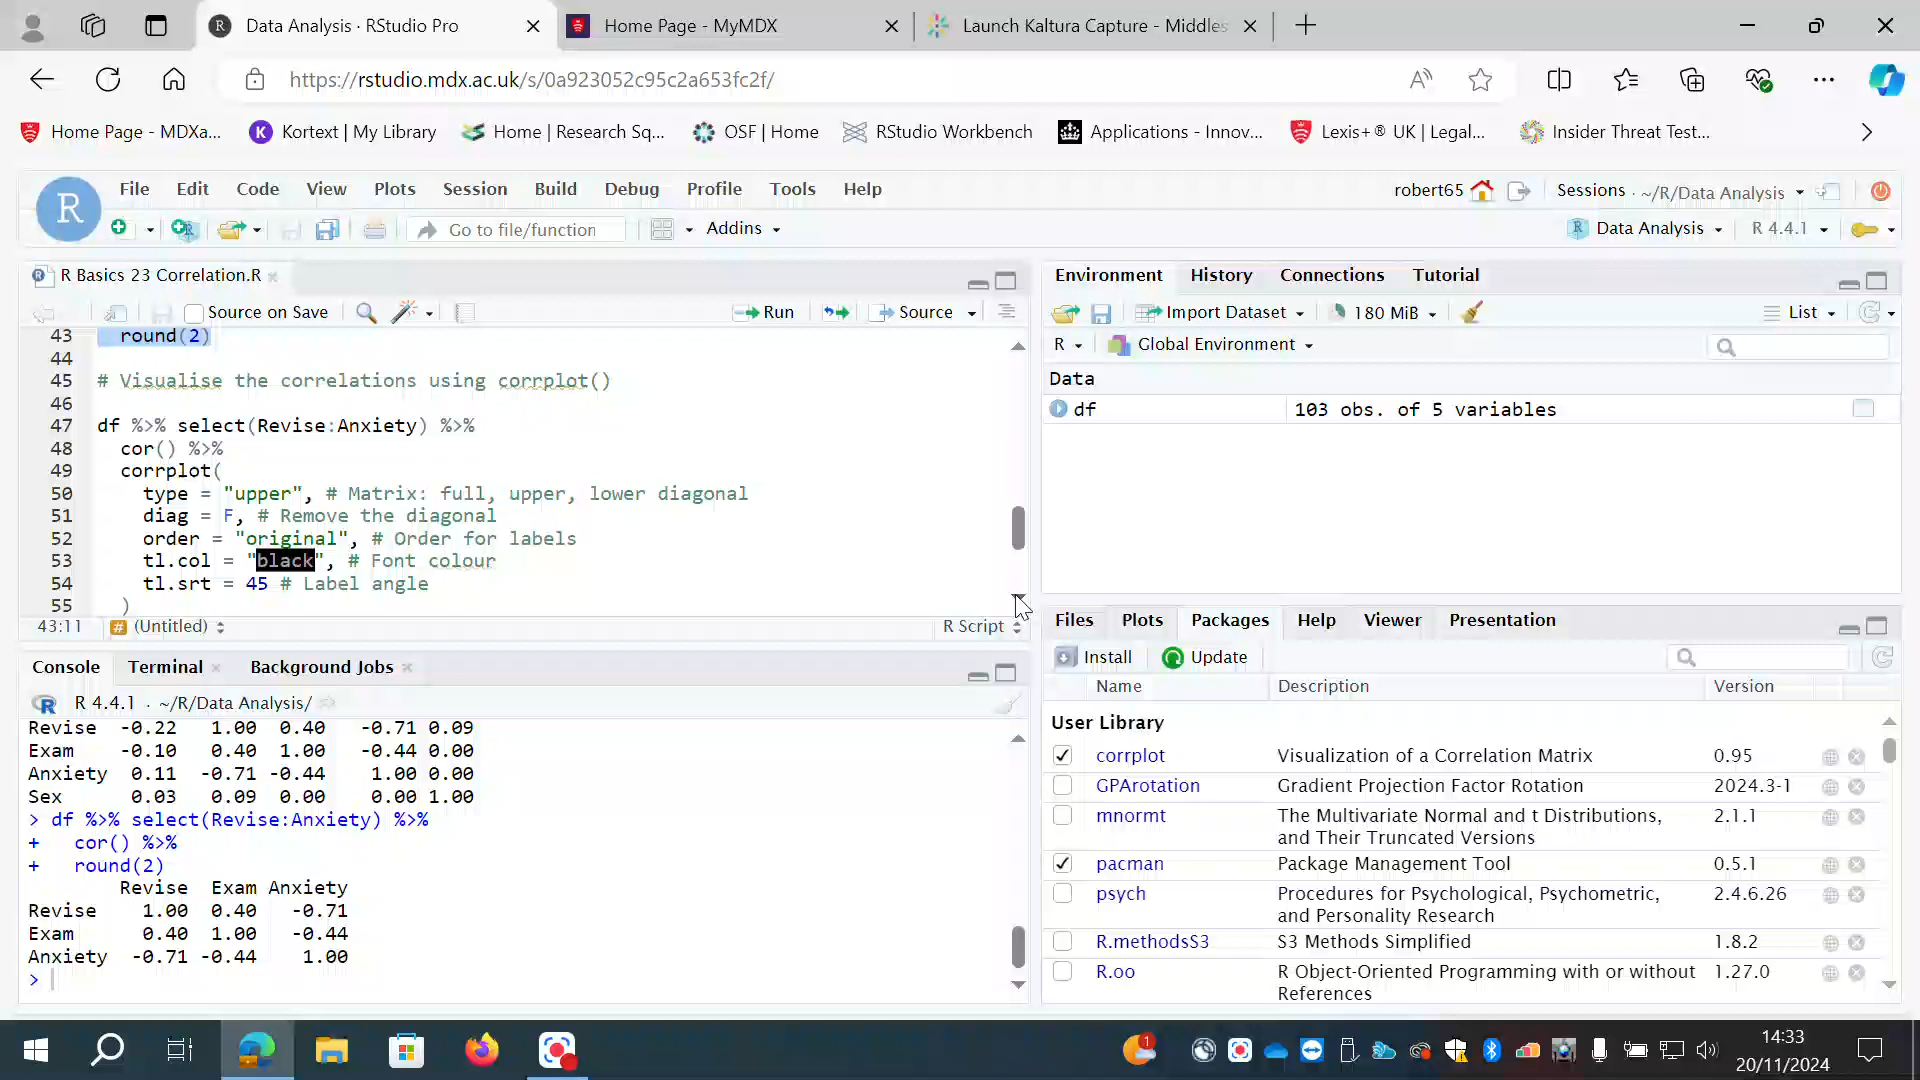 Data Analysis · RStudio Pro
Home Page - MyMDX
Launch Kaltura Capture - Middles
https://rstudio.mdx.ac.uk/s/0a923052c95c2a653fc2f/
Home Page - MDXa...
Kortext | My Library
Home | Research Sq...
OSF | Home
RStudio Workbench
Applications - Innov...
Lexis+® UK | Legal...
Insider Threat Test...
File Edit Code View Plots Session Build Debug Profile Tools Help
robert65 Sessions · ~/R/Data Analysis
Go to file/function Addins
Data Analysis R 4.4.1
R Basics 23 Correlation.R
Source on Save Run Source
43 round(2)
44
45 # Visualise the correlations using corrplot()
46
47 df %>% select(Revise:Anxiety) %>%
48 cor() %>%
49 corrplot(
50 type = "upper", # Matrix: full, upper, lower diagonal
51 diag = F, # Remove the diagonal
52 order = "original", # Order for labels
53 tl.col = "black", # Font colour
54 tl.srt = 45 # Label angle
55 )
43:11 # (Untitled) R Script
Console Terminal Background Jobs
R R 4.4.1 · ~/R/Data Analysis/
Revise -0.22 1.00 0.40 -0.71 0.09
Exam -0.10 0.40 1.00 -0.44 0.00
Anxiety 0.11 -0.71 -0.44 1.00 0.00
Sex 0.03 0.09 0.00 0.00 1.00
> df %>% select(Revise:Anxiety) %>%
+ cor() %>%
+ round(2)
Revise Exam Anxiety
Revise 1.00 0.40 -0.71
Exam 0.40 1.00 -0.44
Anxiety -0.71 -0.44 1.00
>
Environment History Connections Tutorial
Import Dataset 180 MiB List
R Global Environment
Data
df 103 obs. of 5 variables
Files Plots Packages Help Viewer Presentation
Install Update
Name Description Version
User Library
corrplot Visualization of a Correlation Matrix 0.95
GPArotation Gradient Projection Factor Rotation 2024.3-1
mnormt The Multivariate Normal and t Distributions, 2.1.1
and Their Truncated Versions
pacman Package Management Tool 0.5.1
psych Procedures for Psychological, Psychometric, 2.4.6.26
and Personality Research
R.methodsS3 S3 Methods Simplified 1.8.2
R.oo R Object-Oriented Programming with or without 1.27.0
References
1
14:33
20/11/2024